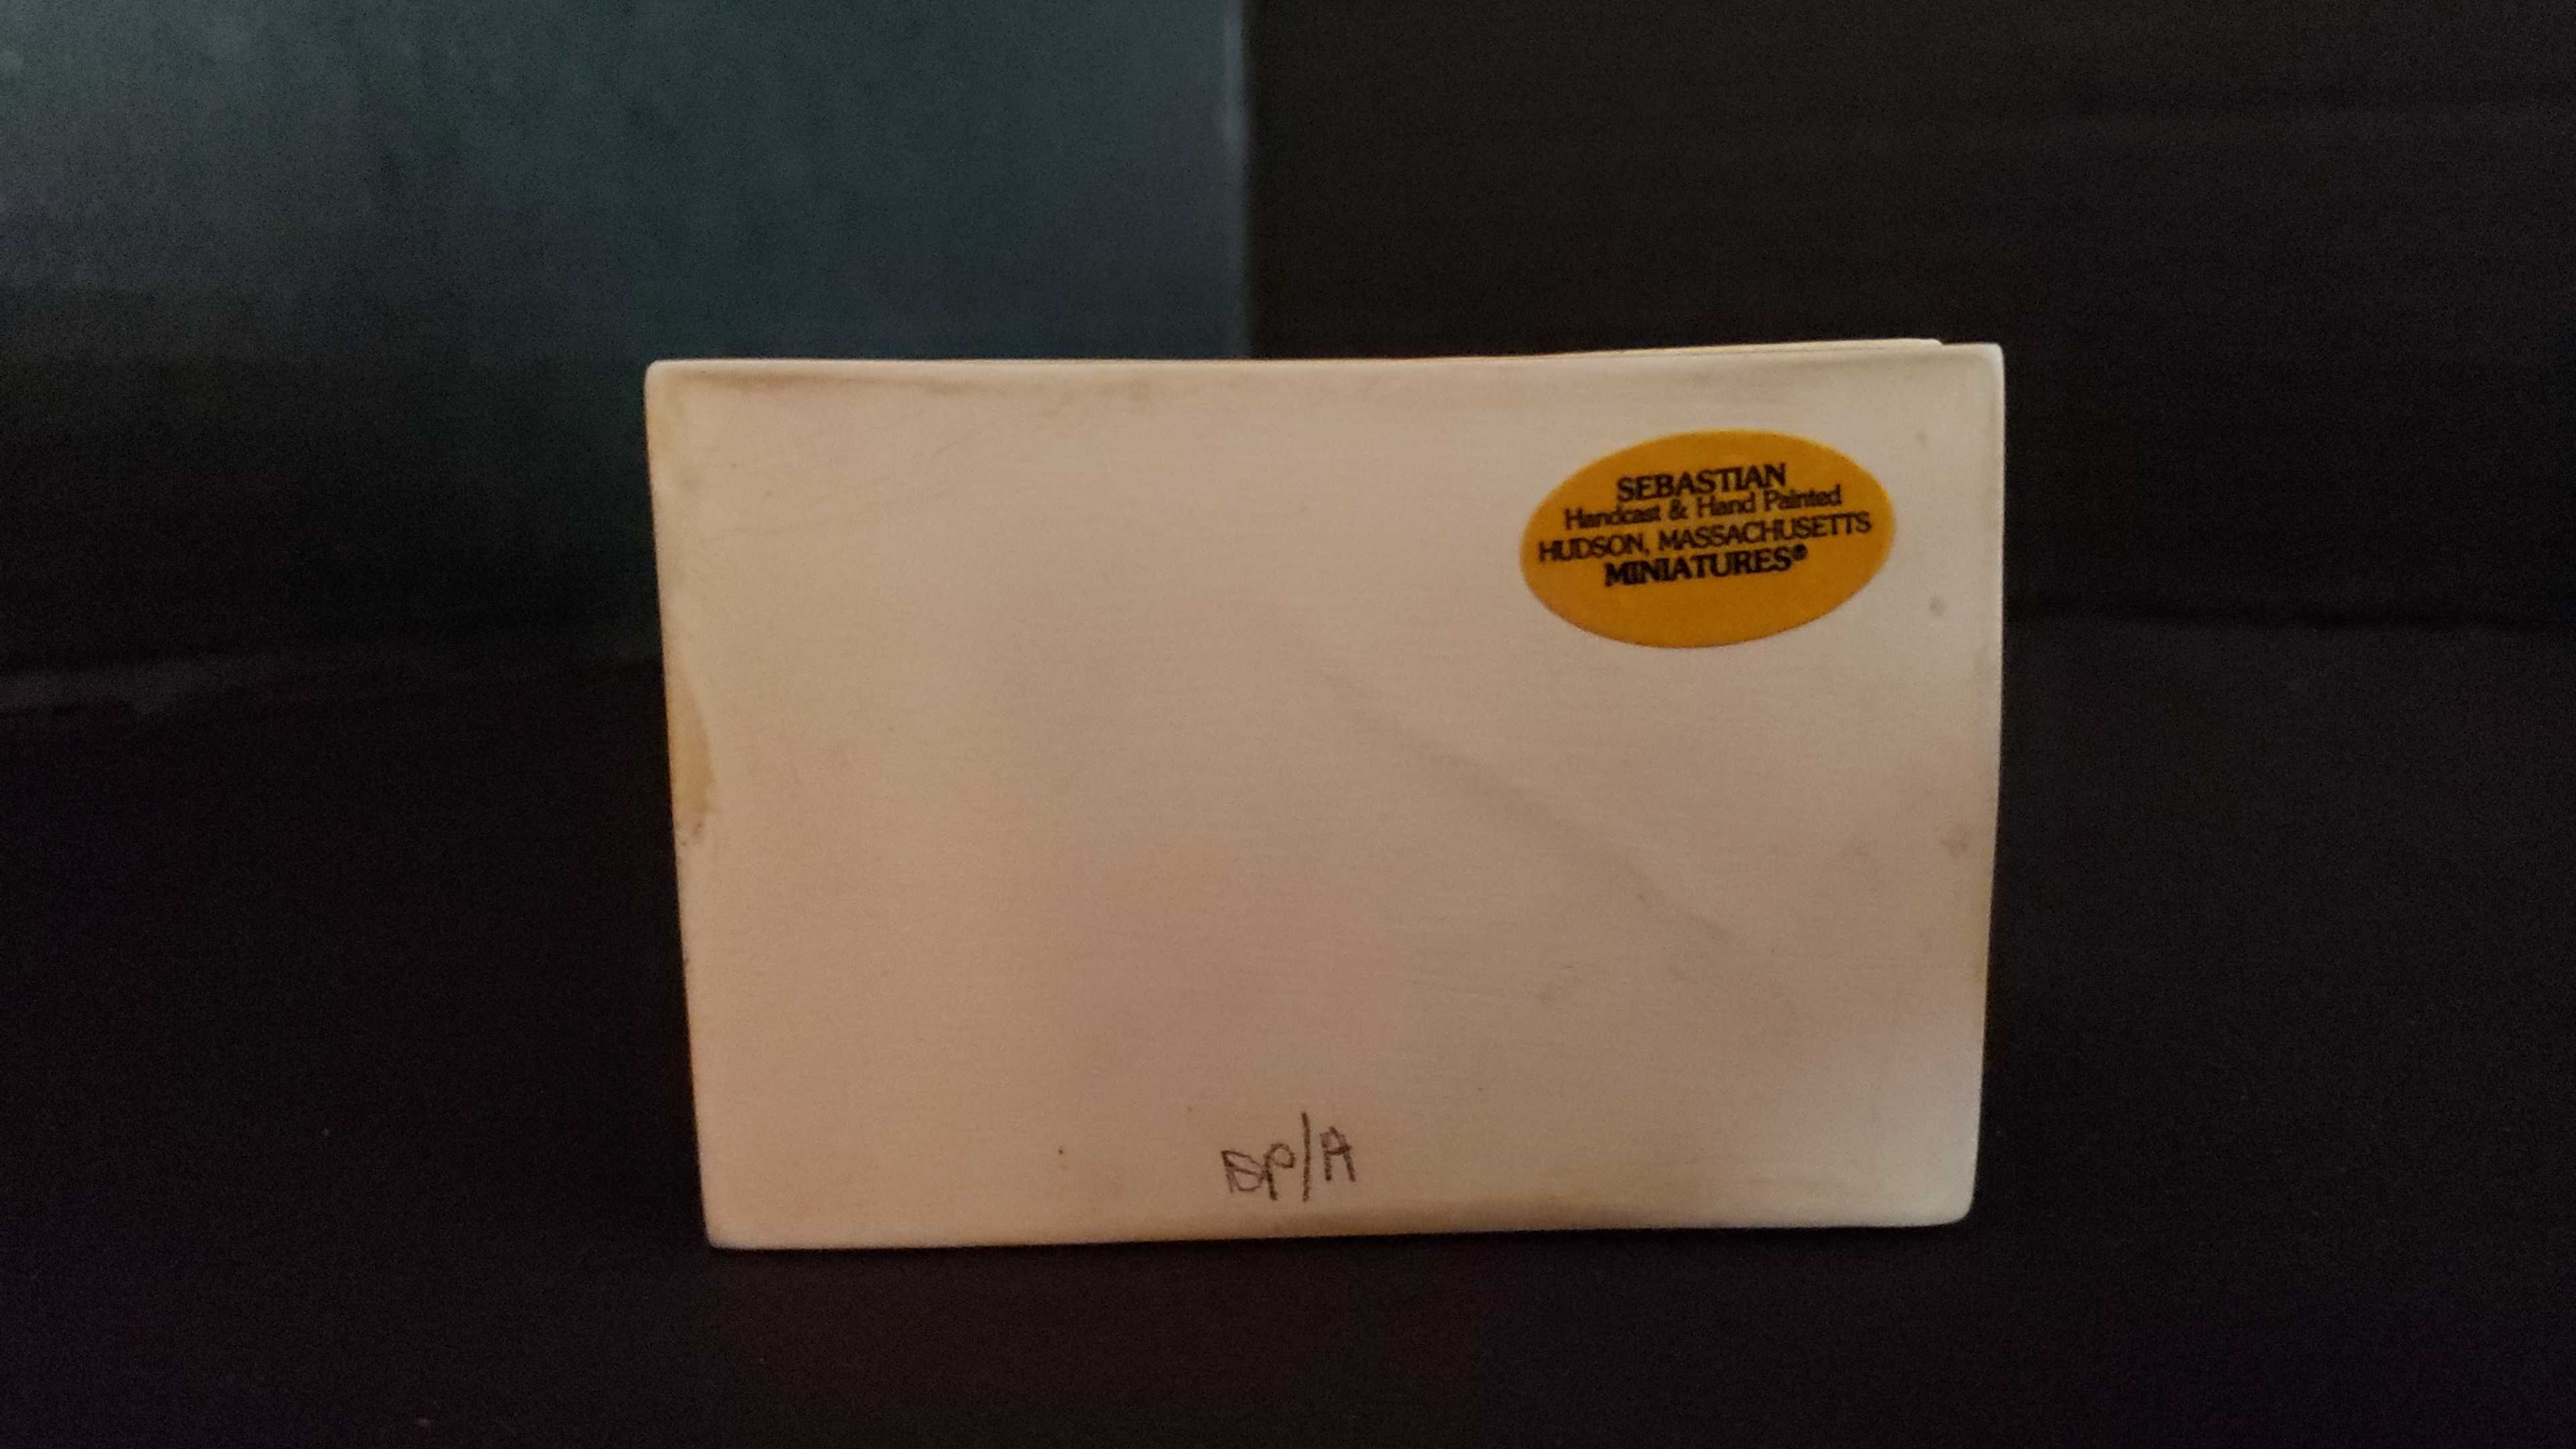 SEBASTIAN
Handcast & Hand Painted
HUDSON, MASSACHUSETTS
MINIATURES®